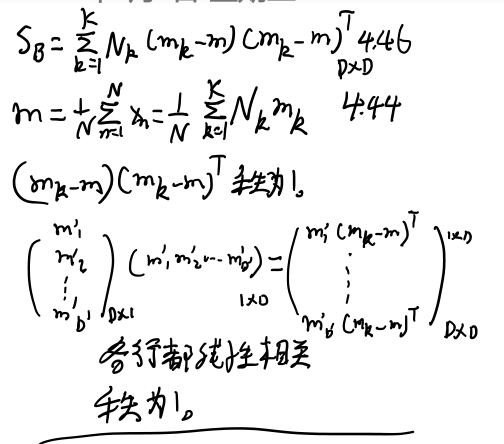 S_B = \sum_{k=1}^{K} N_k (m_k - m)(m_k - m)^T 4.46
D×D
m = \frac{1}{N} \sum_{n=1}^{N} x_n = \frac{1}{N} \sum_{k=1}^{K} N_k m_k 4.44
(m_k - m)(m_k - m)^T 秩为1。
\begin{pmatrix} m'_1 \\ m'_2 \\ \vdots \\ m'_D \end{pmatrix}_{D×1} (m'_1 m'_2 \cdots m'_D)_{1×D} = \begin{pmatrix} m'_1 (m_k - m)^T \\ \vdots \\ m'_D (m_k - m)^T \end{pmatrix}^{1×D}_{D×D}
各行都线性相关
秩为1。